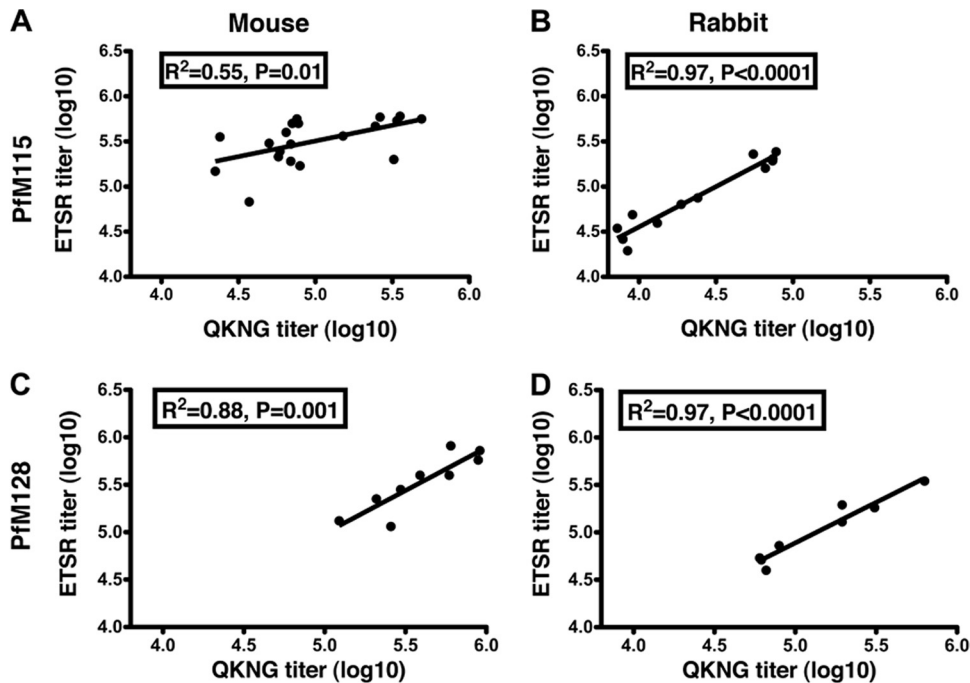 A Mouse
PfM115
ETSR titer (log10)
6.5
6.0
5.5
5.0
4.5
4.0
R²=0.55, P=0.01
4.0 4.5 5.0 5.5 6.0
QKNG titer (log10)
B Rabbit
ETSR titer (log10)
6.5
6.0
5.5
5.0
4.5
4.0
R²=0.97, P<0.0001
4.0 4.5 5.0 5.5 6.0
QKNG titer (log10)
C
PfM128
ETSR titer (log10)
6.5
6.0
5.5
5.0
4.5
4.0
R²=0.88, P=0.001
4.0 4.5 5.0 5.5 6.0
QKNG titer (log10)
D
ETSR titer (log10)
6.5
6.0
5.5
5.0
4.5
4.0
R²=0.97, P<0.0001
4.0 4.5 5.0 5.5 6.0
QKNG titer (log10)